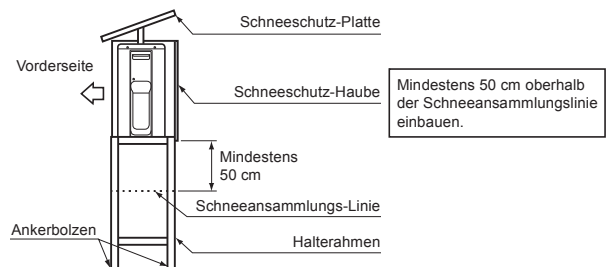 Schneeschutz-Platte
Vorderseite
Schneeschutz-Haube
Mindestens 50 cm oberhalb
der Schneeansammlungslinie
einbauen.
Mindestens
50 cm
Schneeansammlungs-Linie
Ankerbolzen
Halterahmen